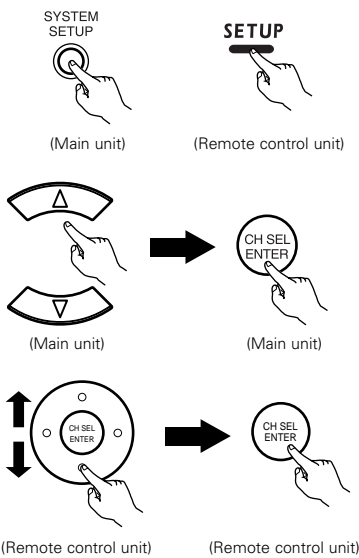 SYSTEM
SETUP
SETUP
(Main unit)
(Remote control unit)
CH SEL
ENTER
(Main unit)
(Main unit)
CH SEL
ENTER
CH SEL
ENTER
(Remote control unit)
(Remote control unit)